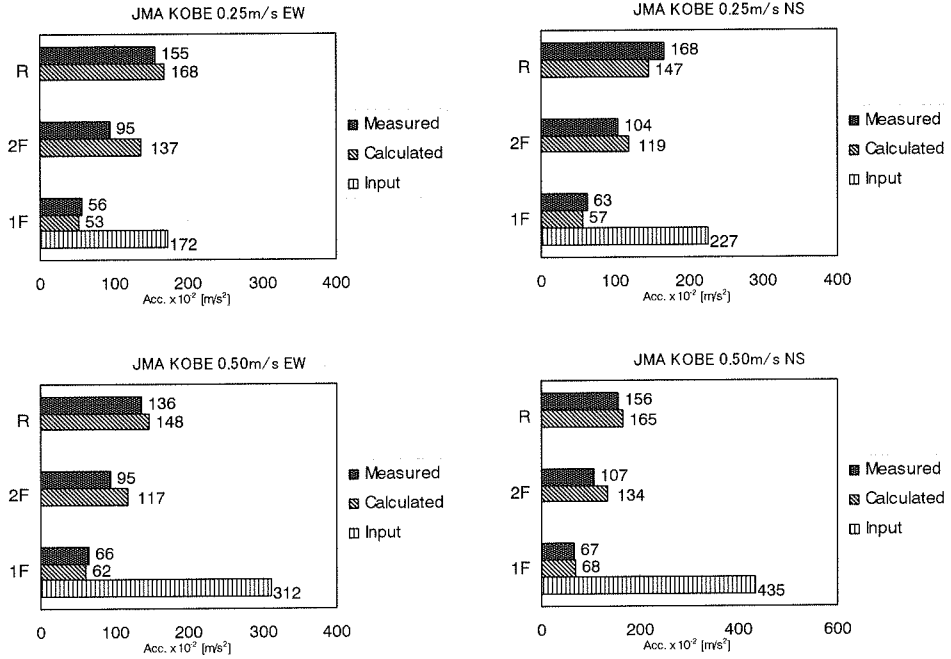 JMA KOBE 0.25m/s EW
R
155
168
2F
95
137
1F
56
53
172
0
100
200
300
400
Acc. x10-2 [m/s2]
Measured
Calculated
Input
JMA KOBE 0.25m/s NS
R
168
147
2F
104
119
1F
63
57
227
0
100
200
300
400
Acc. x10-2 [m/s2]
Measured
Calculated
Input
JMA KOBE 0.50m/s EW
R
136
148
2F
95
117
1F
66
62
312
0
100
200
300
400
Acc. x10-2 [m/s2]
Measured
Calculated
Input
JMA KOBE 0.50m/s NS
R
156
165
2F
107
134
1F
67
68
435
0
200
400
600
Acc. x10-2 [m/s2]
Measured
Calculated
Input